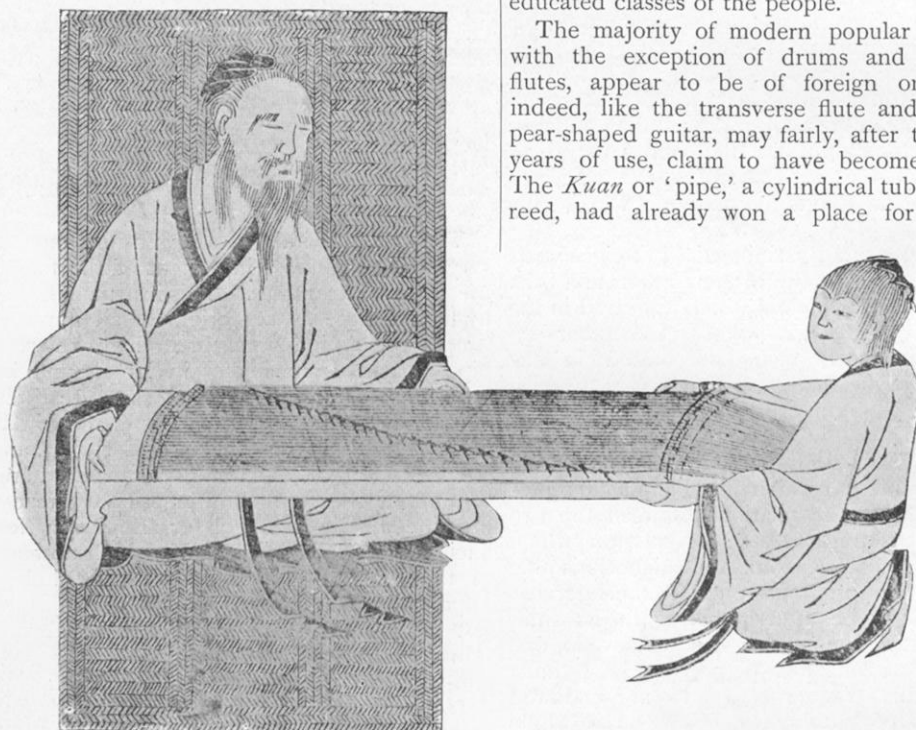 educated classes of the people.
The majority of modern popular
with the exception of drums and
flutes, appear to be of foreign
indeed, like the transverse flute and
pear-shaped guitar, may fairly, after
years of use, claim to have become
The Kuan or ‘pipe,’ a cylindrical
reed, had already won a place for